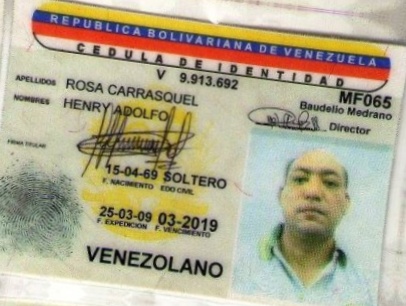 REPUBLICA BOLIVARIANA DE VENEZUELA
CEDULA DE IDENTIDAD
V 9.913.692
APELLIDOS ROSA CARRASQUEL
MF065
NOMBRES HENRY ADOLFO
Baudelio Medrano
Director
FIRMA TITULAR
15-04-69 SOLTERO
F. NACIMIENTO EDO CIVIL
25-03-09 03-2019
F. EXPEDICION F. VENCIMIENTO
VENEZOLANO